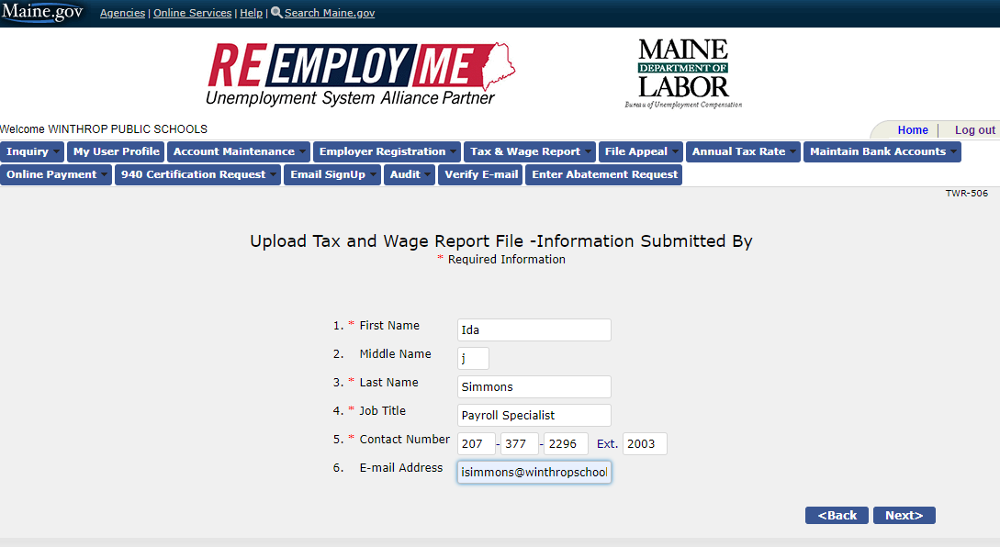 Maine.gov Agencies | Online Services | Help | Search Maine.gov
REEMPLOYME
Unemployment System Alliance Partner
MAINE
DEPARTMENT OF
LABOR
Bureau of Unemployment Compensation
Welcome WINTHROP PUBLIC SCHOOLS
Home | Log out
Inquiry My User Profile Account Maintenance Employer Registration Tax & Wage Report File Appeal Annual Tax Rate Maintain Bank Accounts
Online Payment 940 Certification Request Email SignUp Audit Verify E-mail Enter Abatement Request
TWR-506
Upload Tax and Wage Report File -Information Submitted By
* Required Information
1. * First Name Ida
2. Middle Name j
3. * Last Name Simmons
4. * Job Title Payroll Specialist
5. * Contact Number 207 - 377 - 2296 Ext. 2003
6. E-mail Address isimmons@winthropschool
<Back Next>